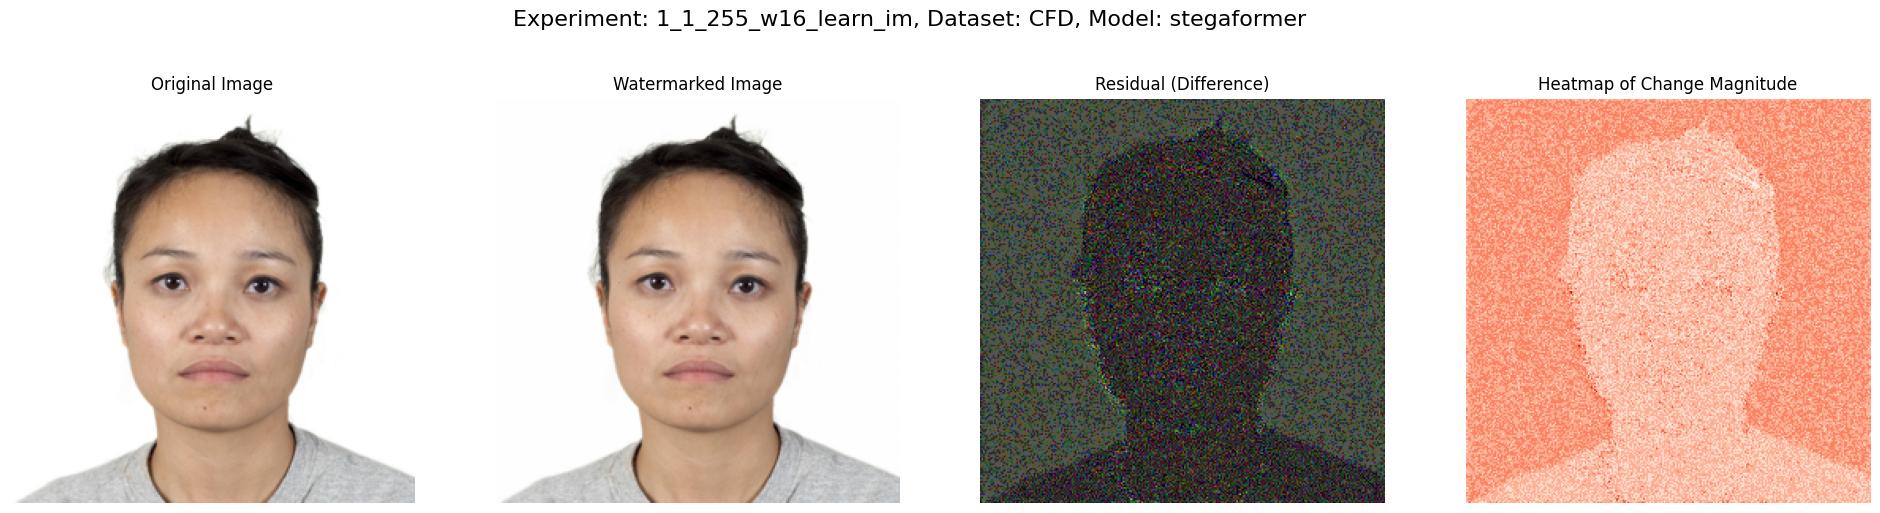 Experiment: 1_1_255_w16_learn_im, Dataset: CFD, Model: stegaformer
Original Image
Watermarked Image
Residual (Difference)
Heatmap of Change Magnitude